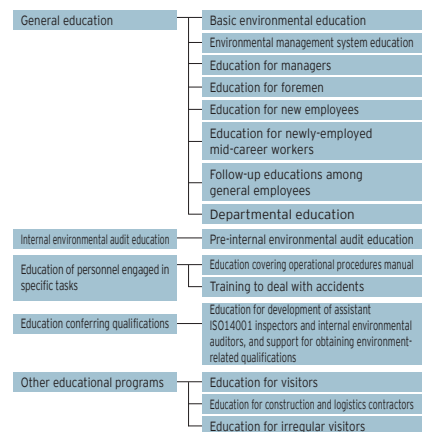 General education
Basic environmental education
Environmental management system education
Education for managers
Education for foremen
Education for new employees
Education for newly-employed
mid-career workers
Follow-up educations among
general employees
Departmental education
Internal environmental audit education
Pre-internal environmental audit education
Education of personnel engaged in
specific tasks
Education covering operational procedures manual
Training to deal with accidents
Education conferring qualifications
Education for development of assistant
ISO14001 inspectors and internal environmental
auditors, and support for obtaining environment-
related qualifications
Other educational programs
Education for visitors
Education for construction and logistics contractors
Education for irregular visitors